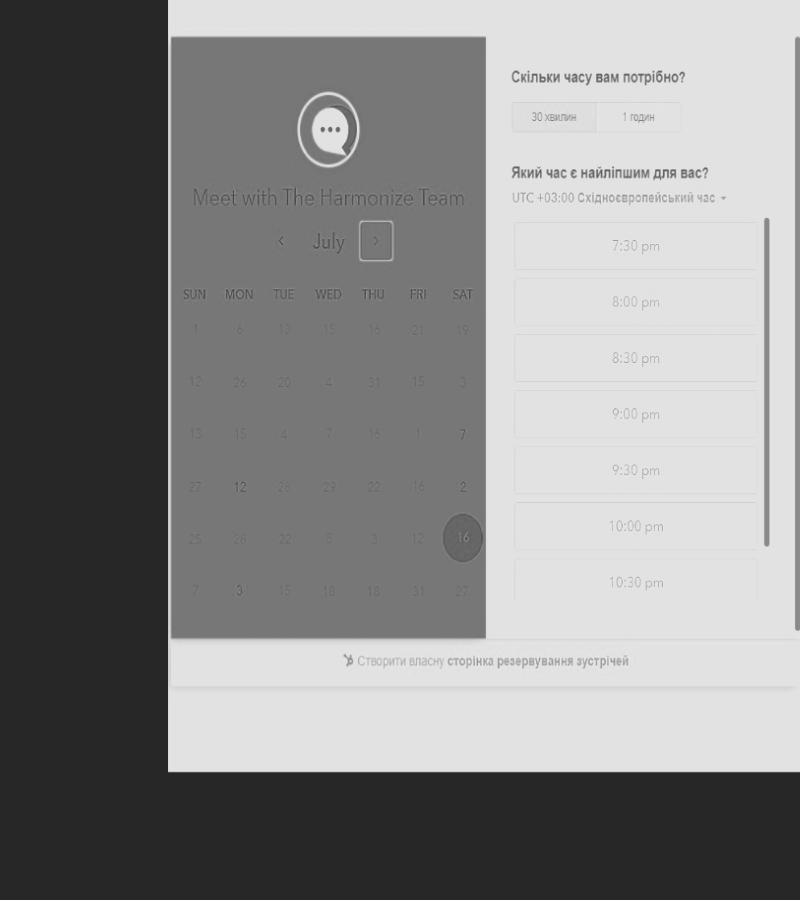 Meet with The Harmonize Team
July
SUN MON TUE WED THU FRI SAT
1 6 13 15 16 21 19
12 26 20 4 31 15 3
13 15 4 7 16 1 7
27 12 26 29 22 16 2
25 26 22 5 3 12 16
7 3 15 18 18 31 27
Скільки часу вам потрібно?
30 хвилин 1 годин
Який час є найліпшим для вас?
UTC +03:00 Східноєвропейський час
7:30 pm
8:00 pm
8:30 pm
9:00 pm
9:30 pm
10:00 pm
10:30 pm
Створити власну сторінка резервування зустрічей